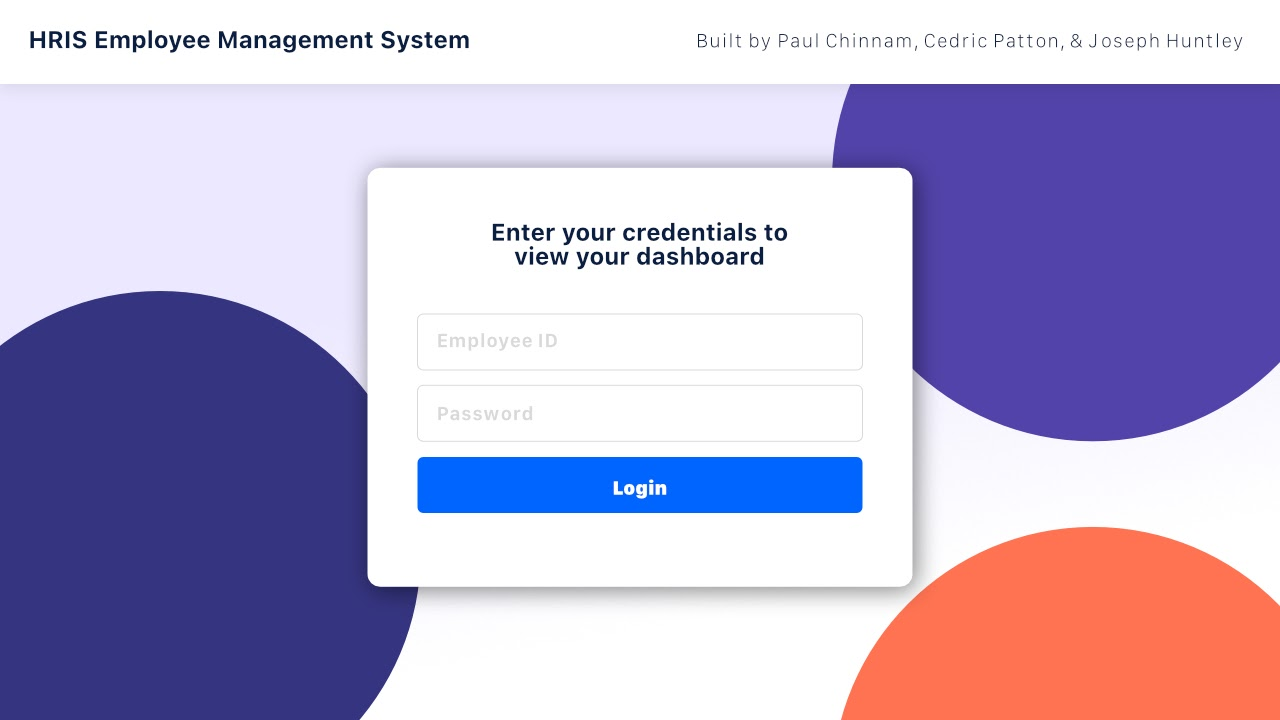 HRIS Employee Management System
Built by Paul Chinnam, Cedric Patton, & Joseph Huntley
Enter your credentials to
view your dashboard
Employee ID
Password
Login